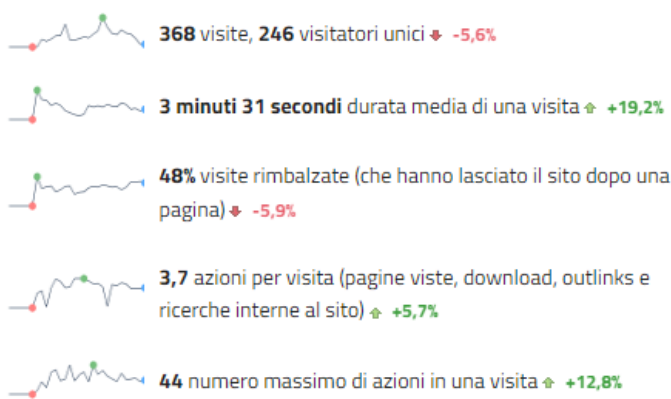 368 visite, 246 visitatori unici -5,6%
3 minuti 31 secondi durata media di una visita +19,2%
48% visite rimbalzate (che hanno lasciato il sito dopo una
pagina) -5,9%
3,7 azioni per visita (pagine viste, download, outlinks e
ricerche interne al sito) +5,7%
44 numero massimo di azioni in una visita +12,8%